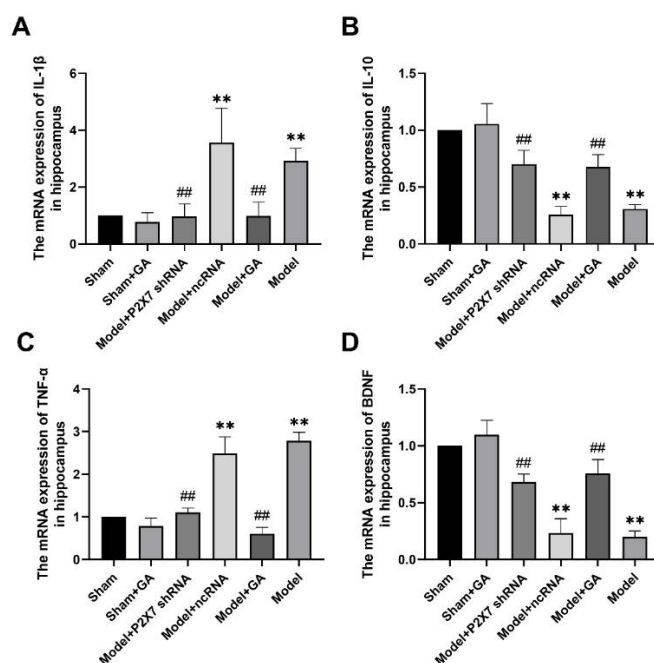 A
The mRNA expression of IL-1β
in hippocampus
6
4
2
0
**
**
##
##
Sham
Sham+GA
Model+P2X7 shRNA
Model+ncRNA
Model+GA
Model
B
The mRNA expression of IL-10
in hippocampus
1.5
1.0
0.5
0.0
##
##
**
**
Sham
Sham+GA
Model+P2X7 shRNA
Model+ncRNA
Model+GA
Model
C
The mRNA expression of TNF-α
in hippocampus
4
3
2
1
0
##
**
##
**
Sham
Sham+GA
Model+P2X7 shRNA
Model+ncRNA
Model+GA
Model
D
The mRNA expression of BDNF
in hippocampus
1.5
1.0
0.5
0.0
##
**
##
**
Sham
Sham+GA
Model+P2X7 shRNA
Model+ncRNA
Model+GA
Model